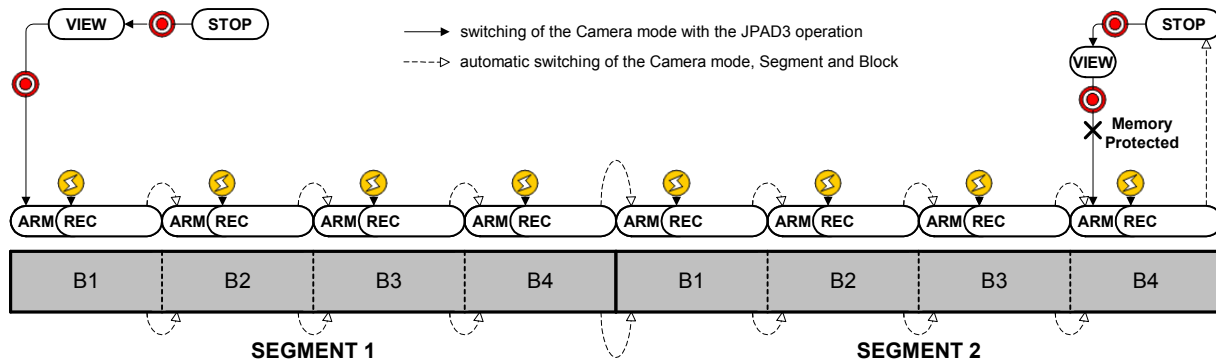 VIEW
STOP
switching of the Camera mode with the JPAD3 operation
automatic switching of the Camera mode, Segment and Block
STOP
VIEW
Memory
Protected
ARM REC ARM REC ARM REC ARM REC ARM REC ARM REC ARM REC ARM REC
B1 B2 B3 B4 B1 B2 B3 B4
SEGMENT 1 SEGMENT 2